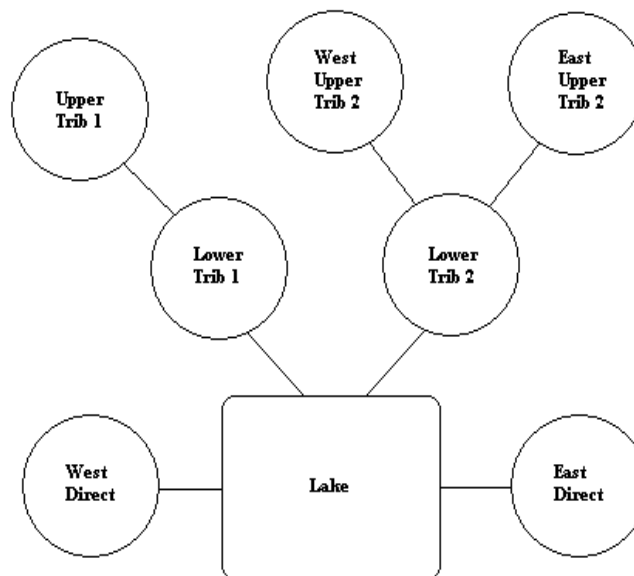 Upper
Trib 1
West
Upper
Trib 2
East
Upper
Trib 2
Lower
Trib 1
Lower
Trib 2
West
Direct
Lake
East
Direct